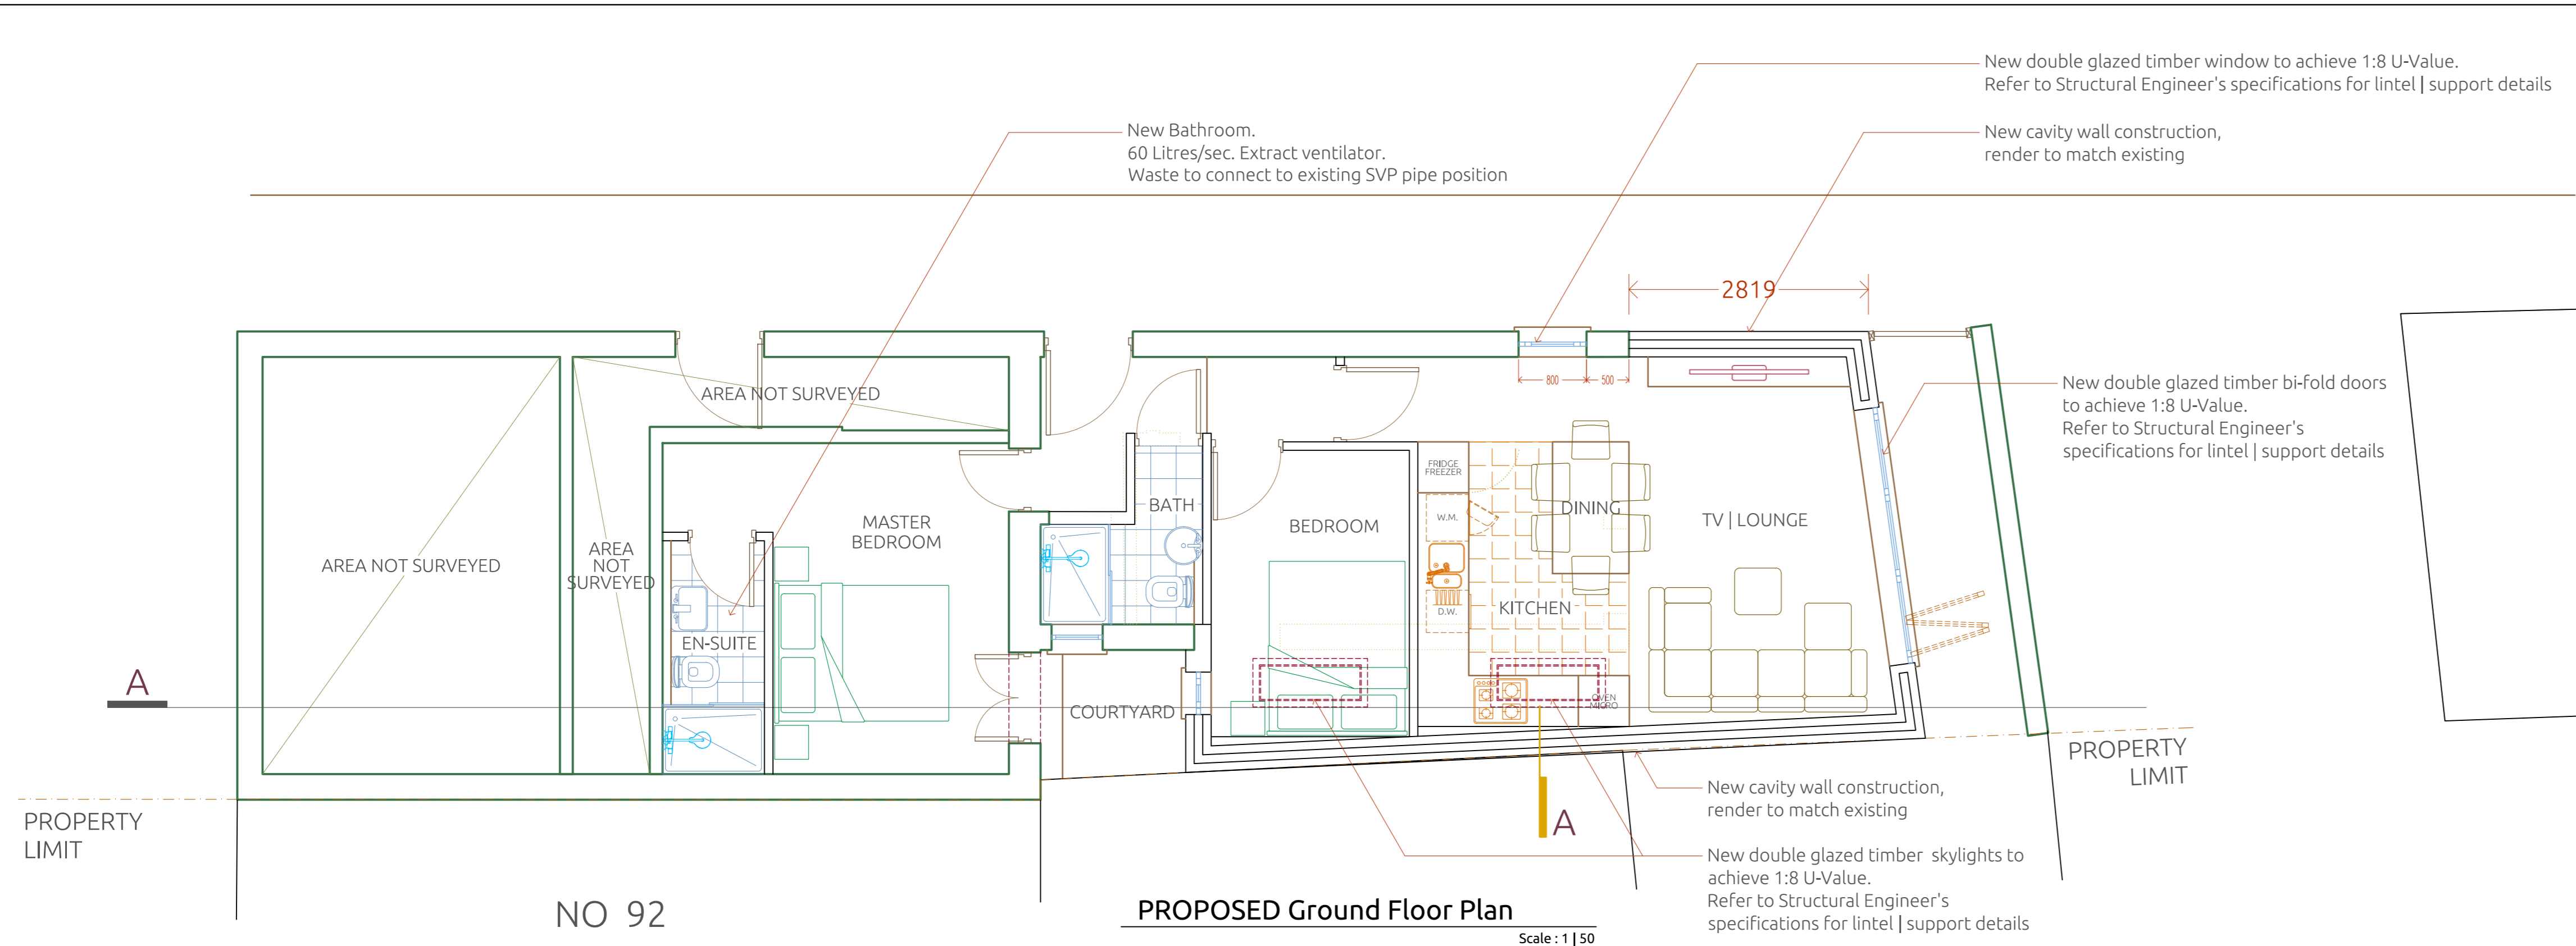 New double glazed timber window to achieve 1:8 U-Value.
Refer to Structural Engineer's specifications for lintel | support details
New Bathroom.
60 Litres/sec. Extract ventilator.
Waste to connect to existing SVP pipe position
New cavity wall construction,
render to match existing
2819
800
500
New double glazed timber bi-fold doors
to achieve 1:8 U-Value.
Refer to Structural Engineer's
specifications for lintel | support details
AREA NOT SURVEYED
AREA NOT SURVEYED
AREA
NOT
SURVEYED
MASTER
BEDROOM
EN-SUITE
BATH
BEDROOM
FRIDGE
FREEZER
W.M.
D.W.
DINING
KITCHEN
TV | LOUNGE
OVEN
MICRO
COURTYARD
A
A
PROPERTY
LIMIT
PROPERTY
LIMIT
New cavity wall construction,
render to match existing
New double glazed timber skylights to
achieve 1:8 U-Value.
Refer to Structural Engineer's
specifications for lintel | support details
NO 92
PROPOSED Ground Floor Plan
Scale : 1 | 50